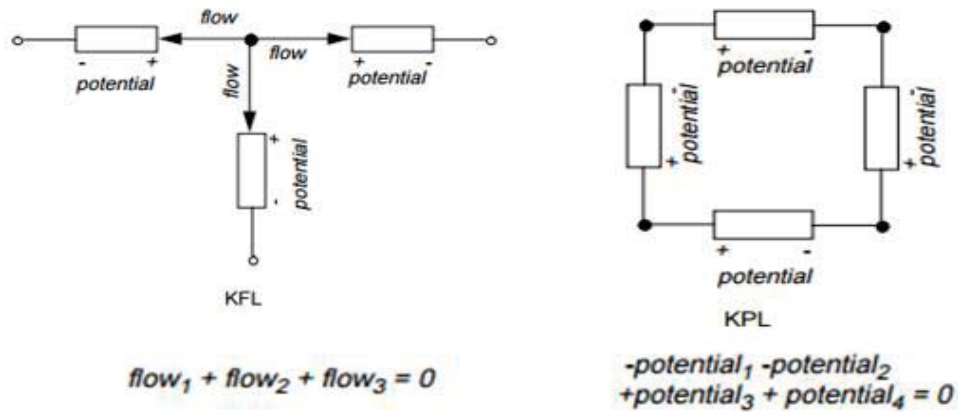 flow
flow
- +
potential
+ -
potential
flow
+
-
potential
KFL
flow1 + flow2 + flow3 = 0
+ -
potential
-
+
potential
-
+
potential
+ -
potential
KPL
-potential1 -potential2
+potential3 + potential4 = 0